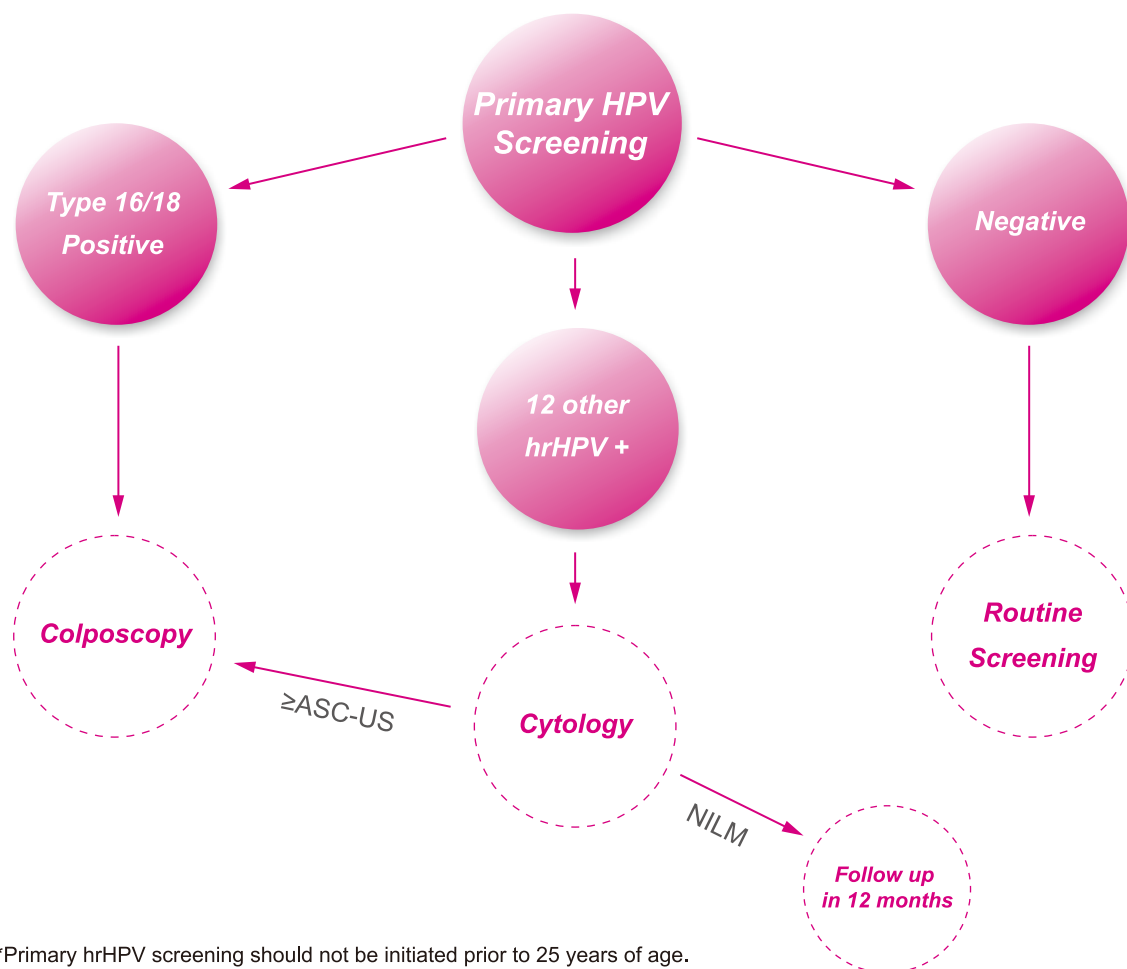 Primary HPV
Screening
Type 16/18
Positive
Negative
12 other
hrHPV +
Colposcopy
Routine
Screening
≥ASC-US
Cytology
NILM
Follow up
in 12 months
*Primary hrHPV screening should not be initiated prior to 25 years of age.